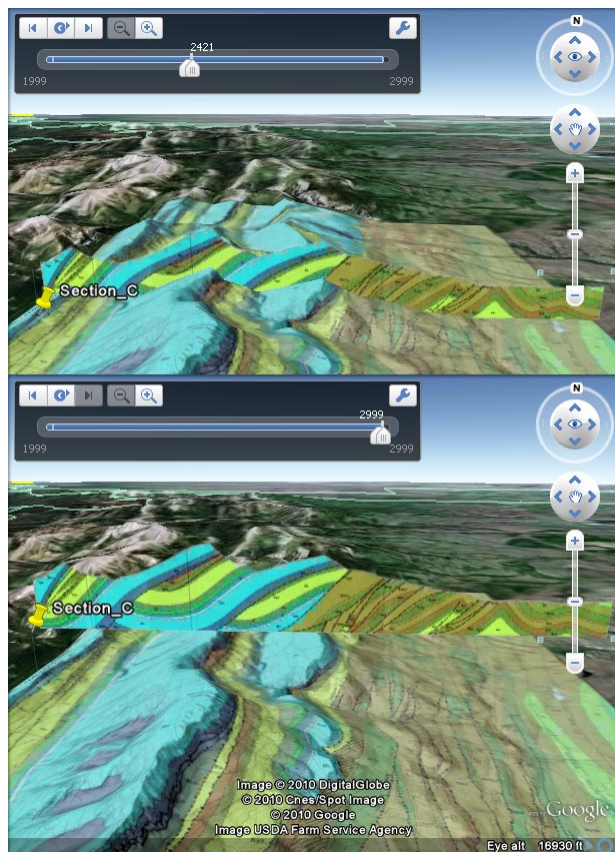 2421
1999
2999
N
Section_C
2999
1999
2999
N
Section_C
Image © 2010 DigitalGlobe
© 2010 Cnes/Spot Image
© 2010 Google
Image USDA Farm Service Agency
Google
Eye alt 16930 ft